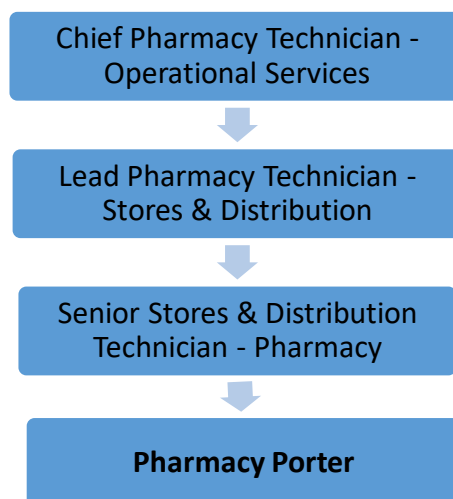 Chief Pharmacy Technician -
Operational Services
Lead Pharmacy Technician -
Stores & Distribution
Senior Stores & Distribution
Technician - Pharmacy
Pharmacy Porter